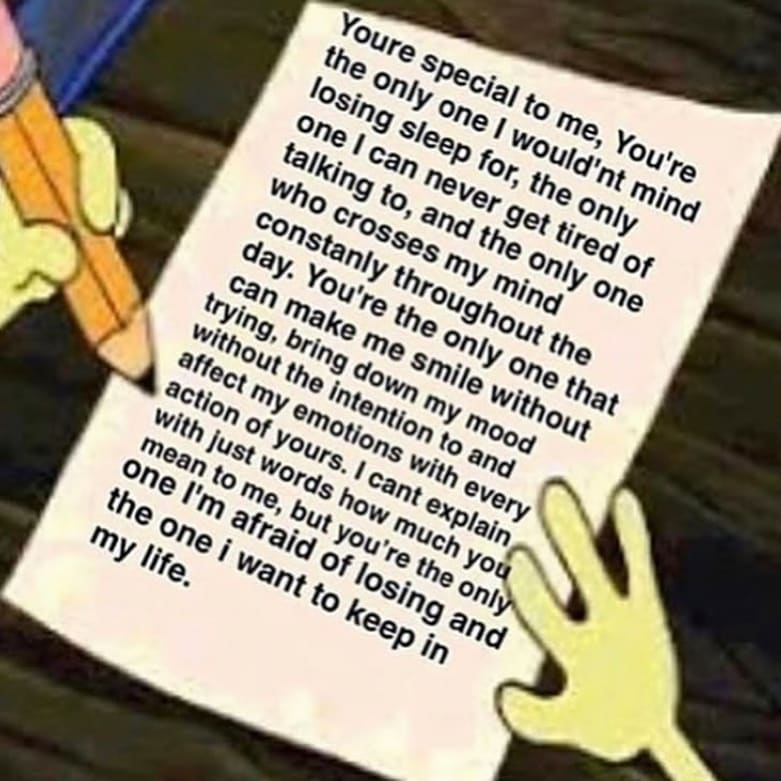 Youre special to me, You're
the only one I would'nt mind
losing sleep for, the only
one I can never get tired of
talking to, and the only one
who crosses my mind
constanly throughout the
day. You're the only one that
can make me smile without
trying, bring down my mood
without the intention to and
affect my emotions with every
action of yours. I cant explain
with just words how much you
mean to me, but you're the only
one I'm afraid of losing and
the one i want to keep in
my life.